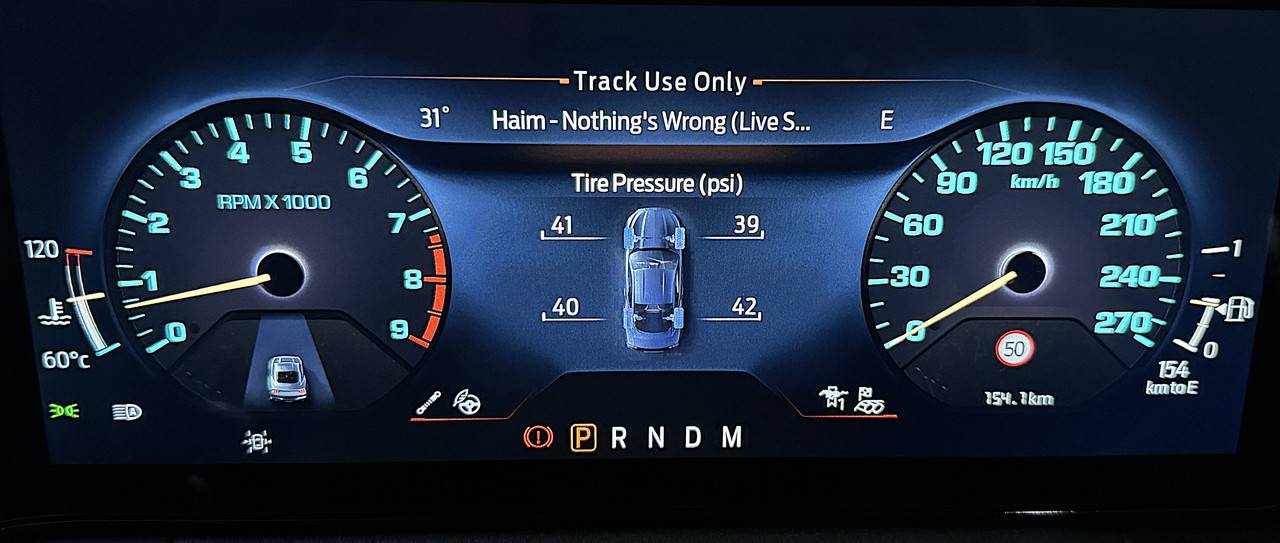 Track Use Only
31°
Haim - Nothing's Wrong (Live S...
E
Tire Pressure (psi)
41
39
40
42
RPM X 1000
0
1
2
3
4
5
6
7
8
9
120
60°c
km/h
0
30
60
90
120
150
180
210
240
270
50
154.1km
1
0
154
km to E
A
1
P R N D M